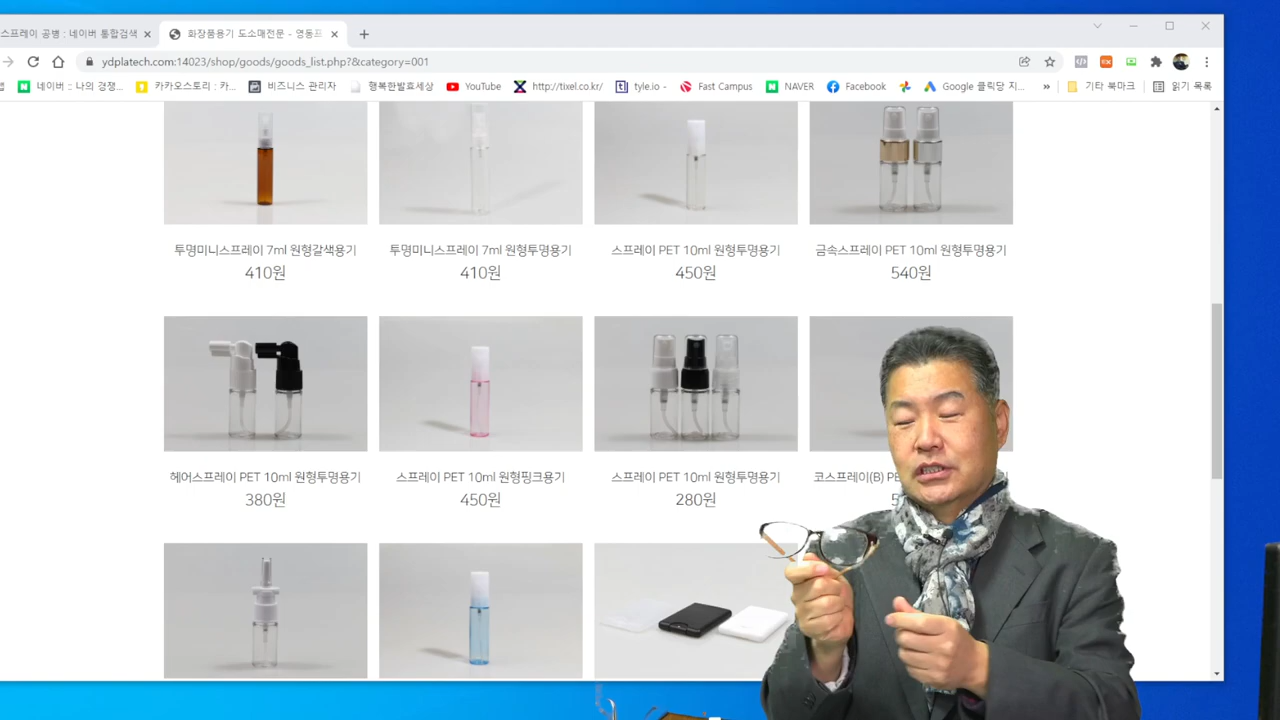 스프레이 공병 : 네이버 통합검색
화장품용기 도소매전문 - 영동프
ydplatech.com:14023/shop/goods/goods_list.php?&category=001
네이버 :: 나의 경쟁...
카카오스토리 : 카...
비즈니스 관리자
행복한발효세상
YouTube
http://tixel.co.kr/
tyle.io -
Fast Campus
NAVER
Facebook
Google 클릭당 지...
»
기타 북마크
읽기 목록
투명미니스프레이 7ml 원형갈색용기
410원
투명미니스프레이 7ml 원형투명용기
410원
스프레이 PET 10ml 원형투명용기
450원
금속스프레이 PET 10ml 원형투명용기
540원
헤어스프레이 PET 10ml 원형투명용기
380원
스프레이 PET 10ml 원형핑크용기
450원
스프레이 PET 10ml 원형투명용기
280원
코스프레이(B)